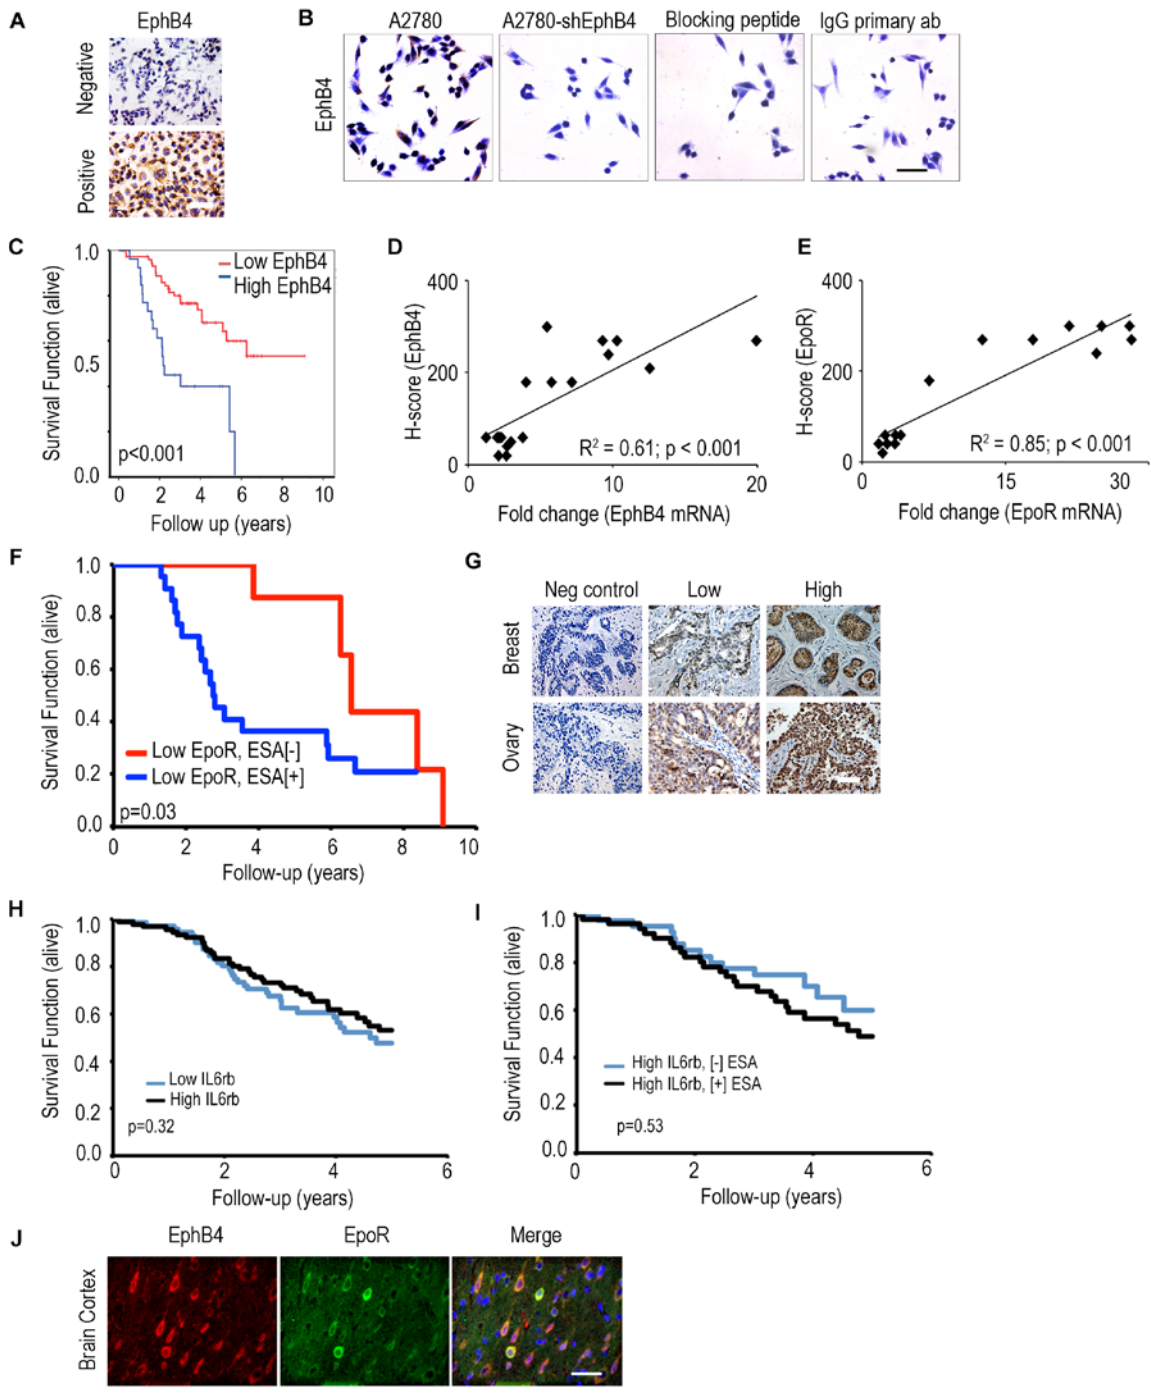 A
EphB4
Negative
Positive
B
A2780
A2780-shEphB4
Blocking peptide
IgG primary ab
EphB4
C
Survival Function (alive)
1.0
0.5
0.0
Low EphB4
High EphB4
p<0.001
0 2 4 6 8 10
Follow up (years)
D
H-score (EphB4)
400
200
0
R² = 0.61; p < 0.001
0 10 20
Fold change (EphB4 mRNA)
E
H-score (EpoR)
400
200
0
R² = 0.85; p < 0.001
0 15 30
Fold change (EpoR mRNA)
F
Survival Function (alive)
1.0
0.8
0.6
0.4
0.2
0.0
Low EpoR, ESA[-]
Low EpoR, ESA[+]
p=0.03
0 2 4 6 8 10
Follow-up (years)
G
Neg control
Low
High
Breast
Ovary
H
Survival Function (alive)
1.0
0.8
0.6
0.4
0.2
0.0
Low IL6rb
High IL6rb
p=0.32
0 2 4 6
Follow-up (years)
I
Survival Function (alive)
1.0
0.8
0.6
0.4
0.2
0.0
High IL6rb, [-] ESA
High IL6rb, [+] ESA
p=0.53
0 2 4 6
Follow-up (years)
J
EphB4
EpoR
Merge
Brain Cortex